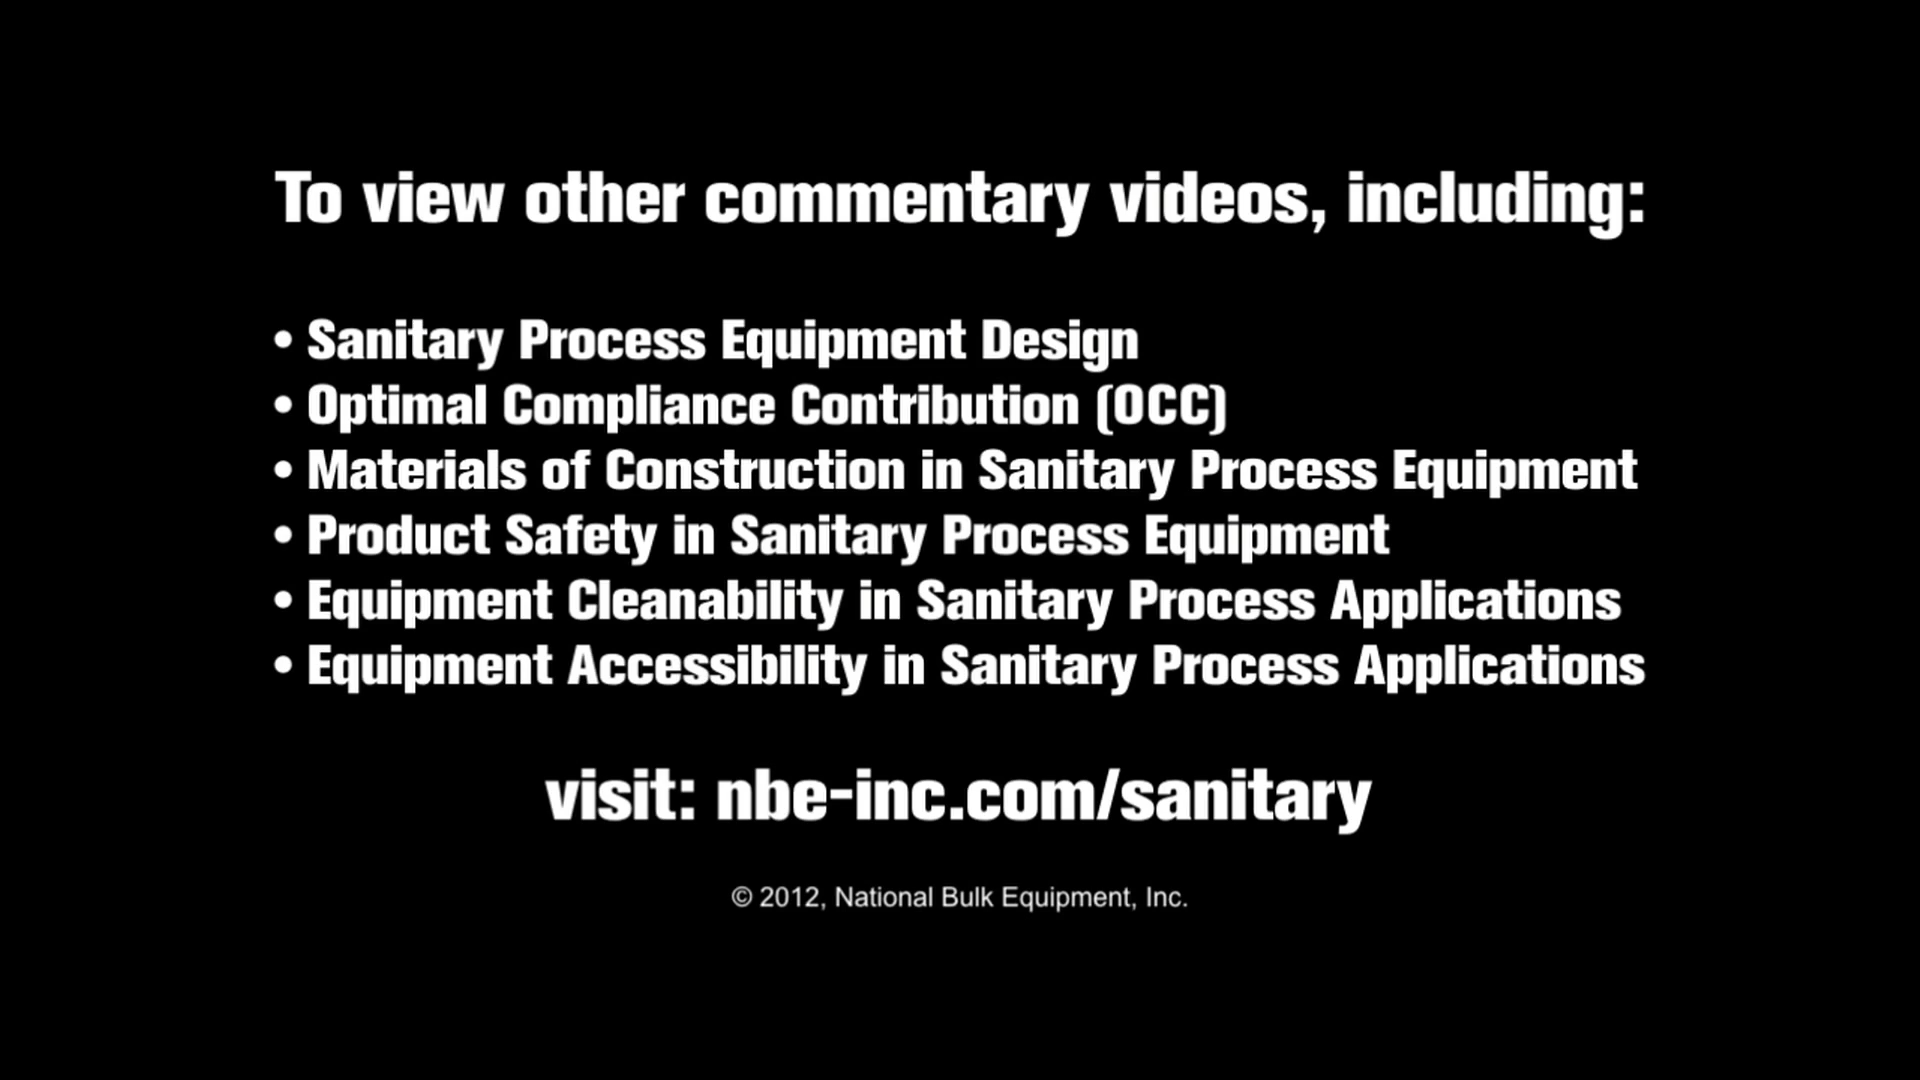 To view other commentary videos, including:
• Sanitary Process Equipment Design
• Optimal Compliance Contribution (OCC)
• Materials of Construction in Sanitary Process Equipment
• Product Safety in Sanitary Process Equipment
• Equipment Cleanability in Sanitary Process Applications
• Equipment Accessibility in Sanitary Process Applications
visit: nbe-inc.com/sanitary
© 2012, National Bulk Equipment, Inc.